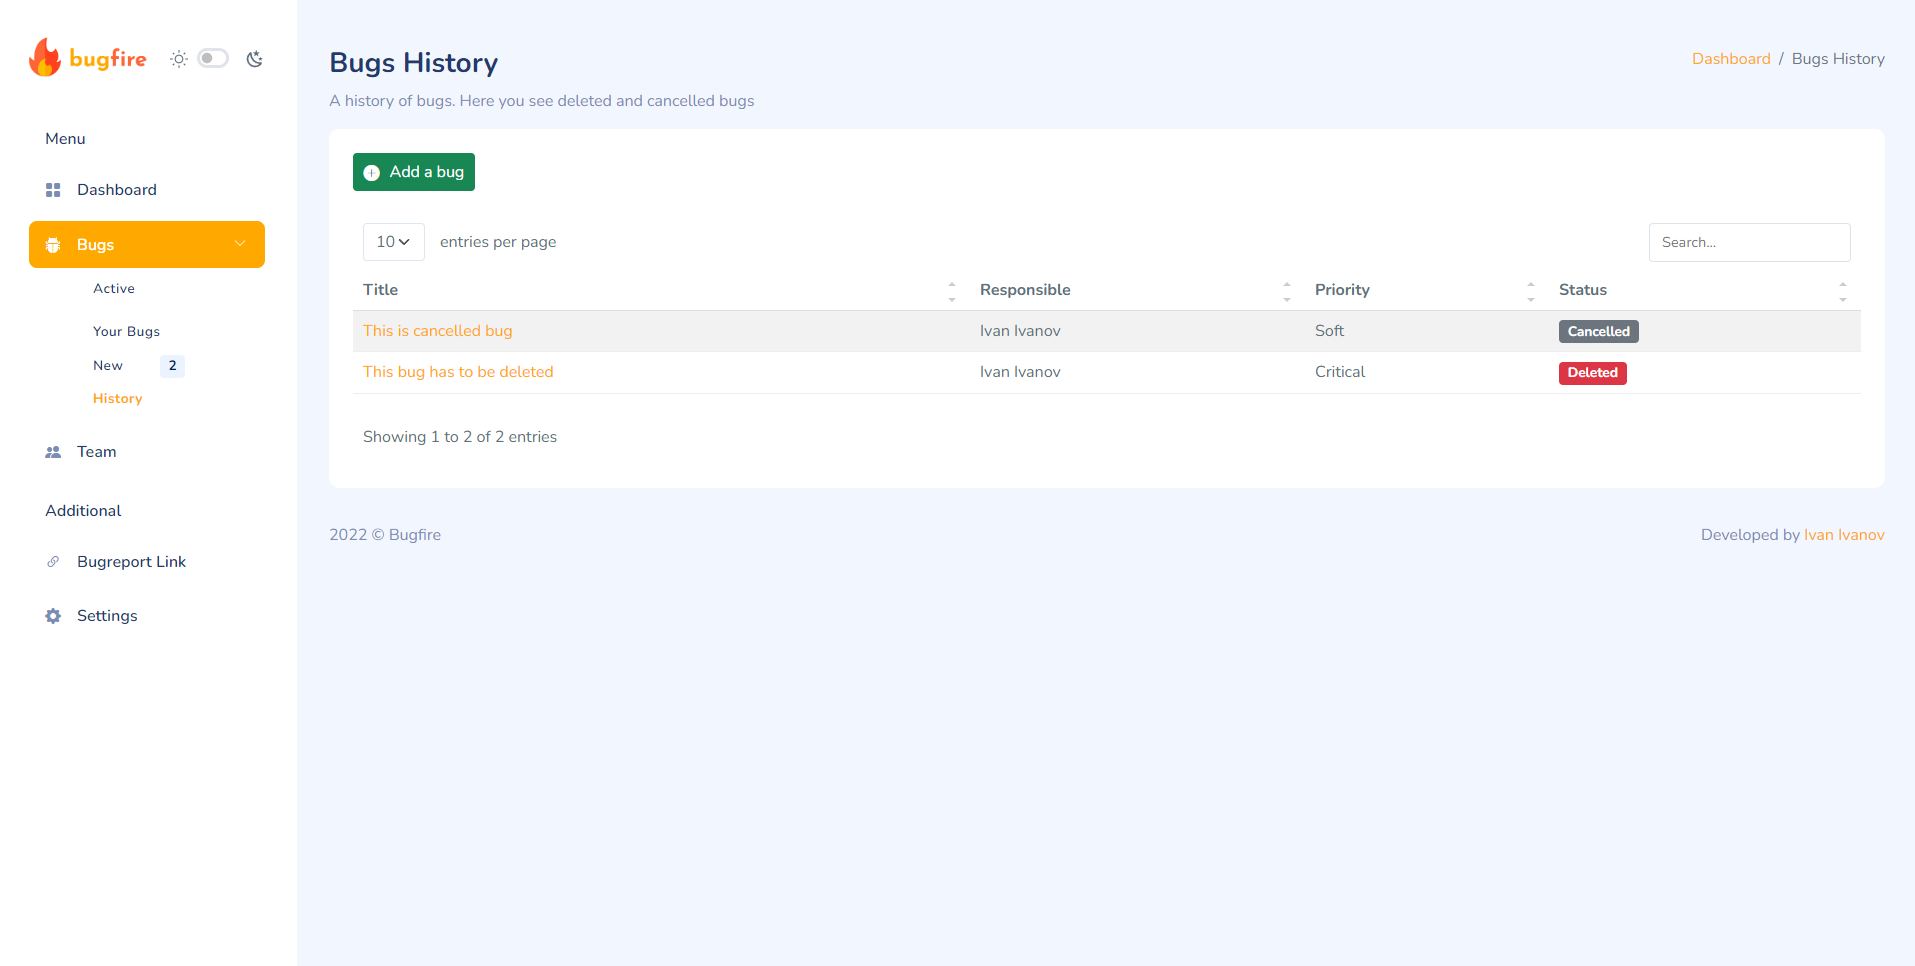 bugfire
Menu
Dashboard
Bugs
Active
Your Bugs
New 2
History
Team
Additional
Bugreport Link
Settings
Bugs History
Dashboard / Bugs History
A history of bugs. Here you see deleted and cancelled bugs
Add a bug
10 entries per page
Search...
Title Responsible Priority Status
This is cancelled bug Ivan Ivanov Soft Cancelled
This bug has to be deleted Ivan Ivanov Critical Deleted
Showing 1 to 2 of 2 entries
2022 © Bugfire
Developed by Ivan Ivanov